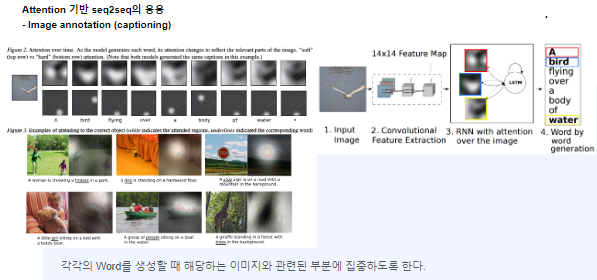 Attention 기반 seq2seq의 응용
- Image annotation (captioning)
Figure 2. Attention over time. As the model generates each word, its attention changes to reflect the relevant parts of the image. "soft"
(top row) vs "hard" (bottom row) attention. (Note that both models generated the same captions in this example.)
A bird flying over a body of water .
Figure 3. Examples of attending to the correct object (white indicates the attended regions, underlines indicated the corresponding word)
A woman is throwing a frisbee in a park.
A dog is standing on a hardwood floor.
A stop sign is on a road with a
mountain in the background.
A little girl sitting on a bed with
a teddy bear.
A group of people sitting on a boat
in the water.
A giraffe standing in a forest with
trees in the background.
14x14 Feature Map
LSTM
A
bird
flying
over
a
body
of
water
1. Input
Image
2. Convolutional
Feature Extraction
3. RNN with attention
over the image
4. Word by
word
generation
각각의 Word를 생성할 때 해당하는 이미지와 관련된 부분에 집중하도록 한다.